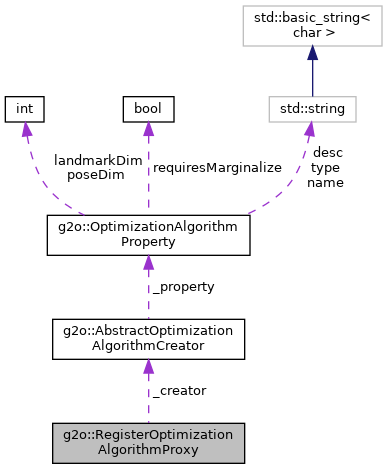 std::basic_string<
char >
int
bool
std::string
landmarkDim
poseDim
requiresMarginalize
desc
type
name
g2o::OptimizationAlgorithm
Property
_property
g2o::AbstractOptimization
AlgorithmCreator
_creator
g2o::RegisterOptimization
AlgorithmProxy